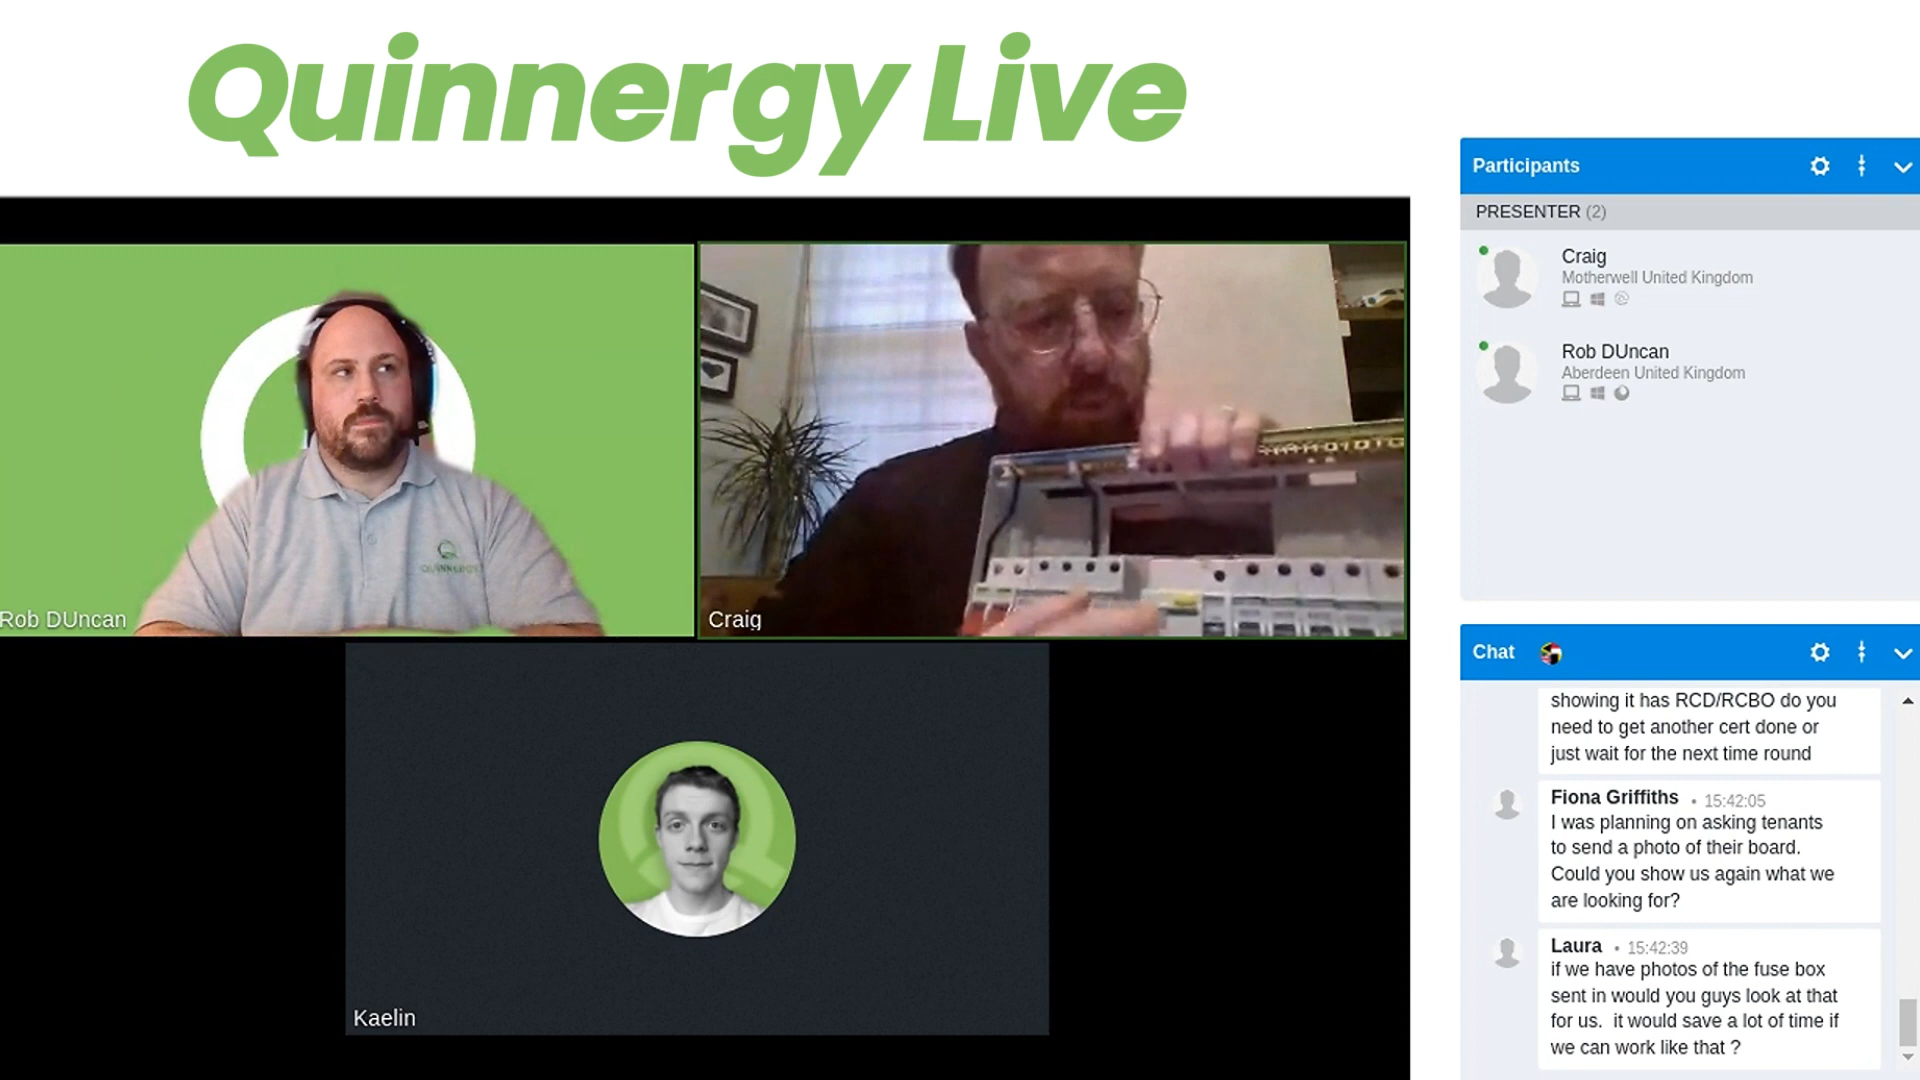 Quinnergy Live
Participants
PRESENTER (2)
Craig
Motherwell United Kingdom
Rob DUncan
Aberdeen United Kingdom
QUINNERGY
Rob DUncan
Craig
Kaelin
Chat
showing it has RCD/RCBO do you
need to get another cert done or
just wait for the next time round
Fiona Griffiths • 15:42:05
I was planning on asking tenants
to send a photo of their board.
Could you show us again what we
are looking for?
Laura • 15:42:39
if we have photos of the fuse box
sent in would you guys look at that
for us.  it would save a lot of time if
we can work like that ?